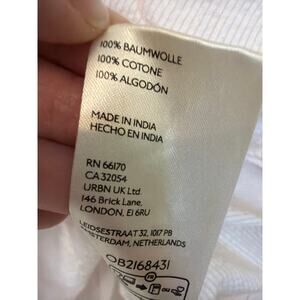 100% BAUMWOLLE
100% COTONE
100% ALGODÓN
MADE IN INDIA
HECHO EN INDIA
RN 66170
CA 32054
URBN UK Ltd.
146 Brick Lane,
LONDON, E1 6RU
LEIDSESTRAAT 32, 1017 PB
AMSTERDAM, NETHERLANDS
OB2168431
FR